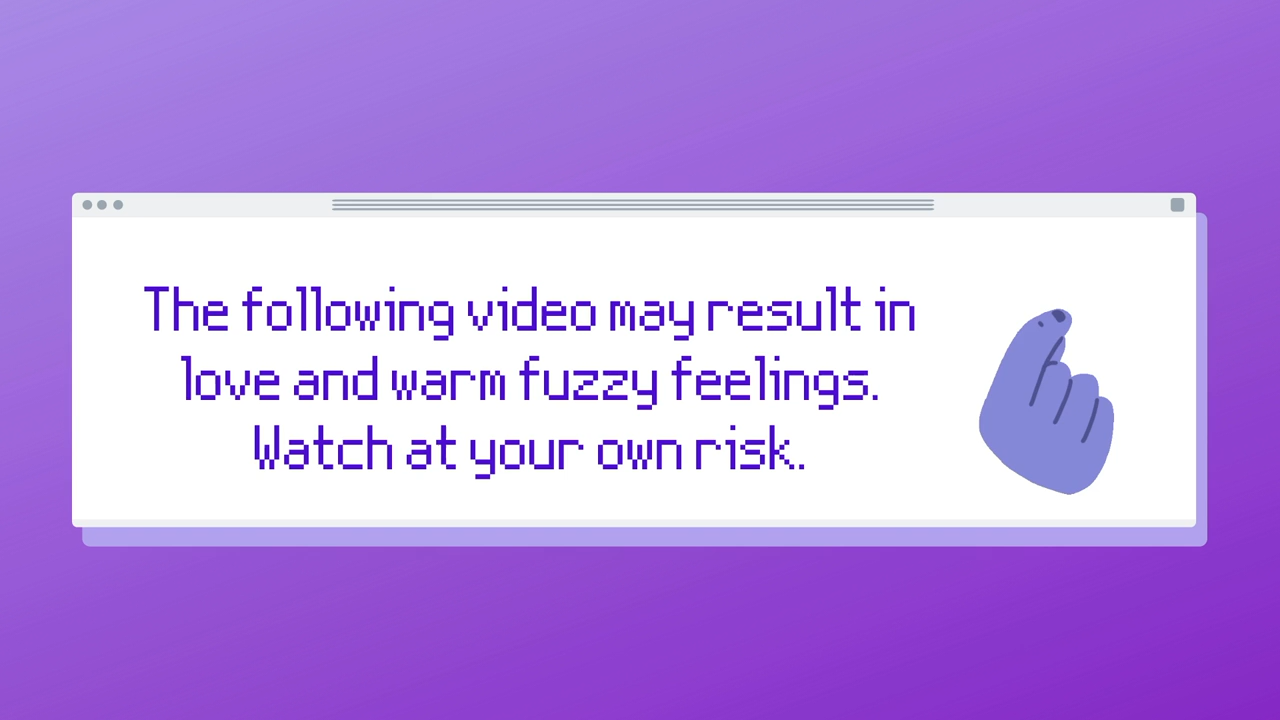 The following video may result in
love and warm fuzzy feelings.
Watch at your own risk.